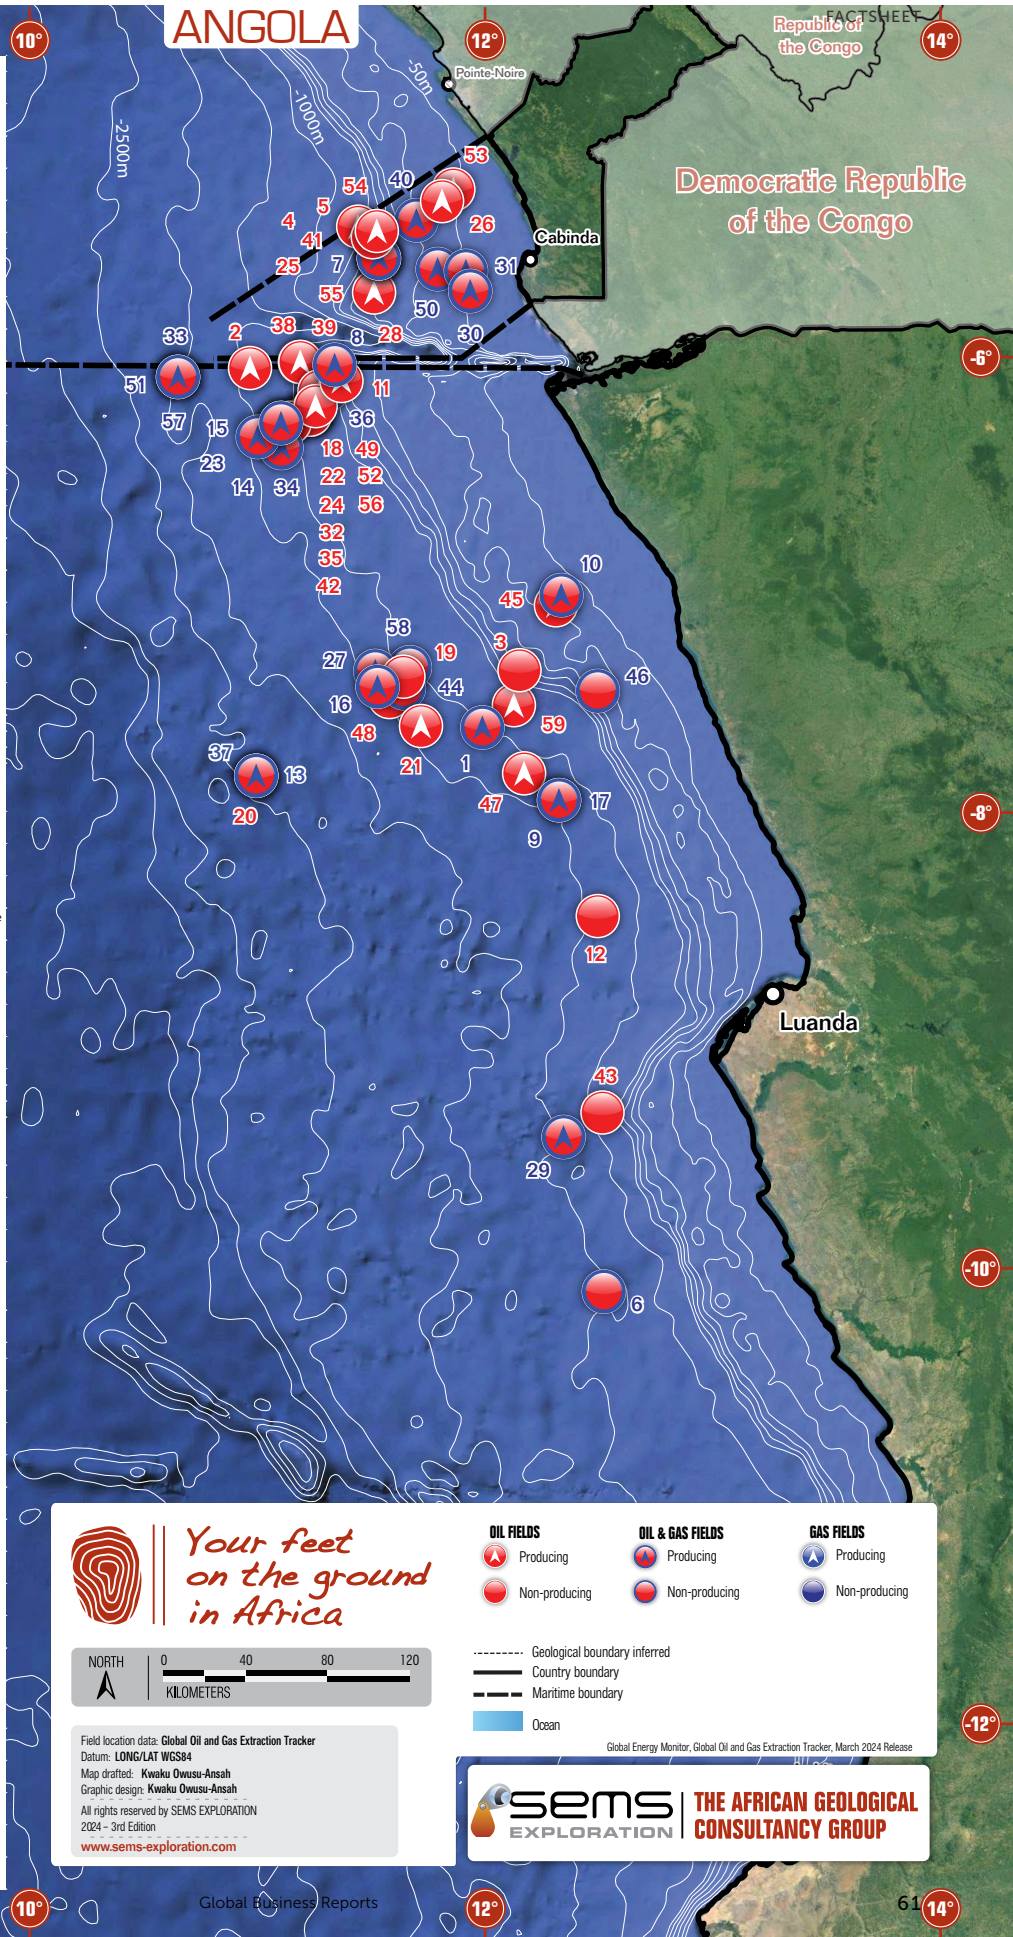 FACTSHEET
ANGOLA
10°
12°
14°
Republic of
the Congo
Pointe-Noire
50m
-1000m
-2500m
Democratic Republic
of the Congo
53
40
54
5
4
26
41
Cabinda
7
25
31
55
50
30
33
2
38
39
8
28
-6°
51
11
57
15
36
18
49
23
22
52
14
34
24
56
32
35
42
10
45
58
3
27
19
46
44
16
48
59
21
1
37
13
47
17
20
-8°
9
12
Luanda
43
29
-10°
6
Your feet
on the ground
in Africa
OIL FIELDS
Producing
Non-producing
OIL & GAS FIELDS
Producing
Non-producing
GAS FIELDS
Producing
Non-producing
NORTH
0 40 80 120
KILOMETERS
Geological boundary inferred
Country boundary
Maritime boundary
Ocean
-12°
Global Energy Monitor, Global Oil and Gas Extraction Tracker, March 2024 Release
Field location data: Global Oil and Gas Extraction Tracker
Datum: LONG/LAT WGS84
Map drafted: Kwaku Owusu-Ansah
Graphic design: Kwaku Owusu-Ansah
All rights reserved by SEMS EXPLORATION
2024 – 3rd Edition
www.sems-exploration.com
sems
EXPLORATION
THE AFRICAN GEOLOGICAL
CONSULTANCY GROUP
10°
Global Business Reports
12°
61
14°